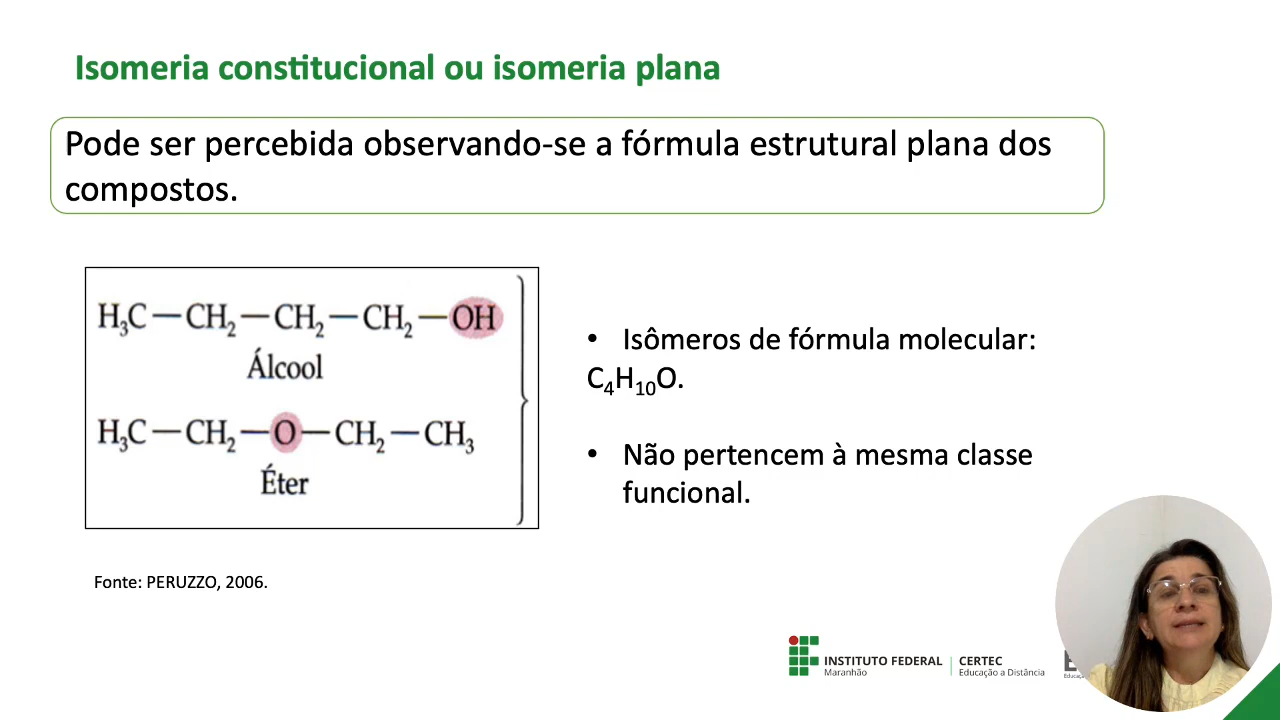 Isomeria constitucional ou isomeria plana
Pode ser percebida observando-se a fórmula estrutural plana dos
compostos.
H₃C—CH₂—CH₂—CH₂—OH
Álcool
H₃C—CH₂—O—CH₂—CH₃
Éter
• Isômeros de fórmula molecular:
C₄H₁₀O.
• Não pertencem à mesma classe
funcional.
Fonte: PERUZZO, 2006.
INSTITUTO FEDERAL
Maranhão
CERTEC
Educação a Distância